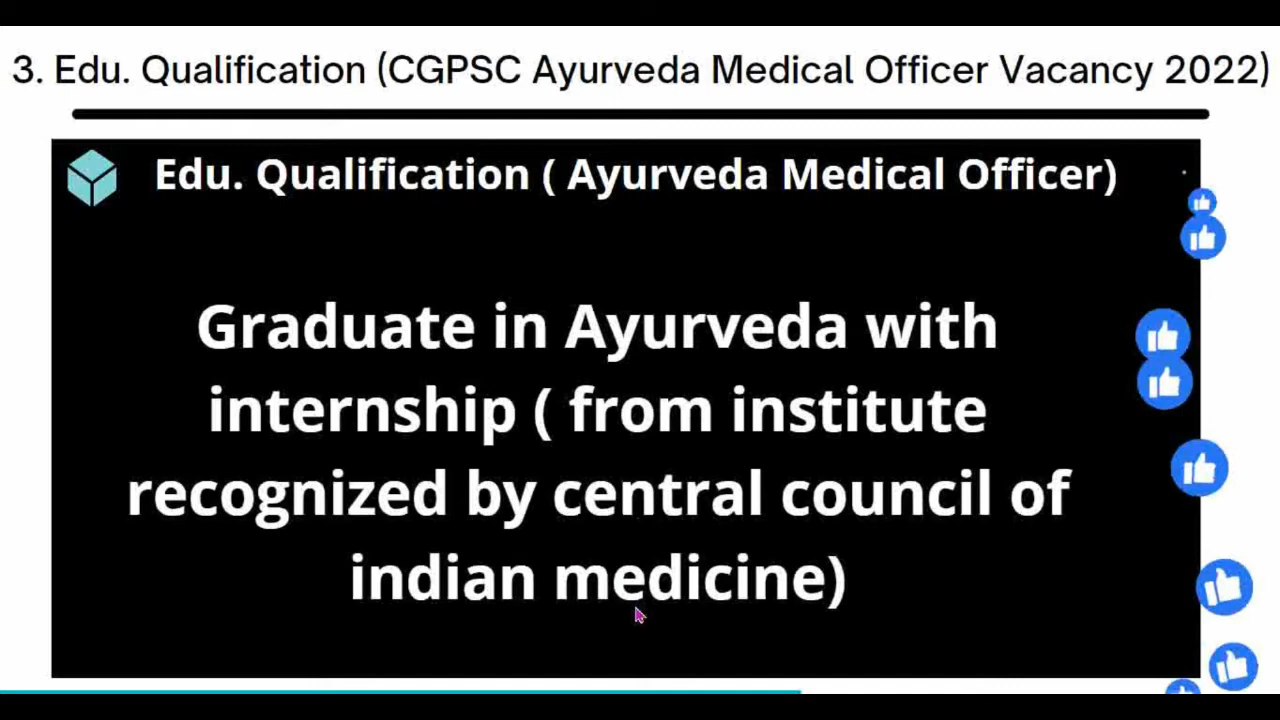 3. Edu. Qualification (CGPSC Ayurveda Medical Officer Vacancy 2022)
Edu. Qualification ( Ayurveda Medical Officer)
Graduate in Ayurveda with
internship ( from institute
recognized by central council of
indian medicine)